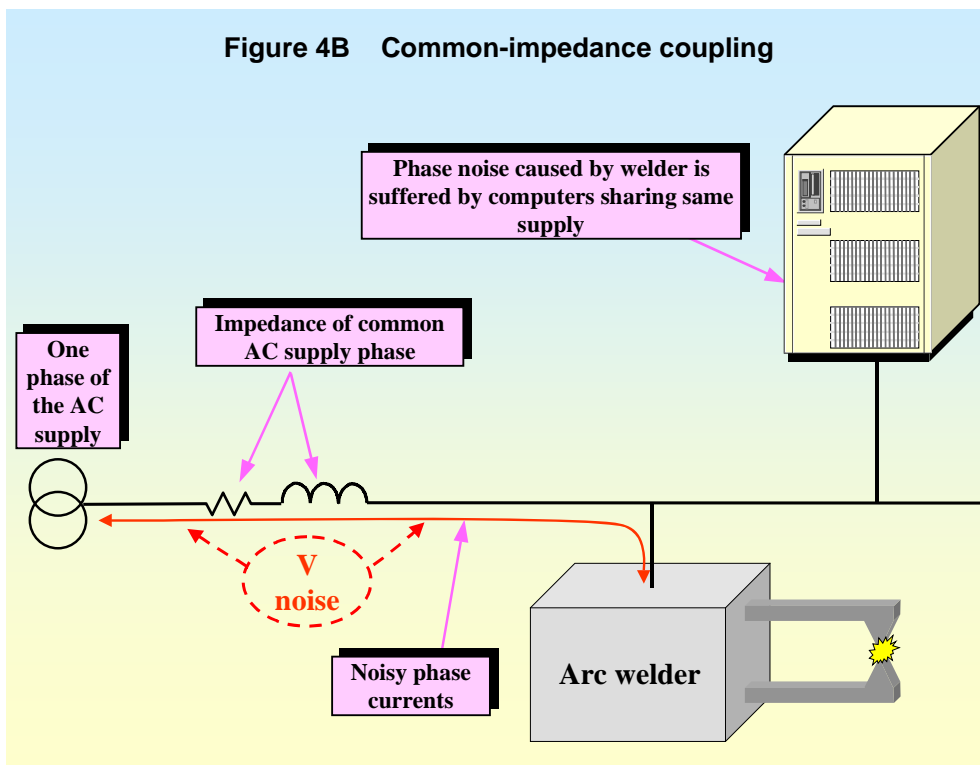 Figure 4B Common-impedance coupling
Phase noise caused by welder is
suffered by computers sharing same
supply
Impedance of common
AC supply phase
One
phase of
the AC
supply
V
noise
Noisy phase
currents
Arc welder